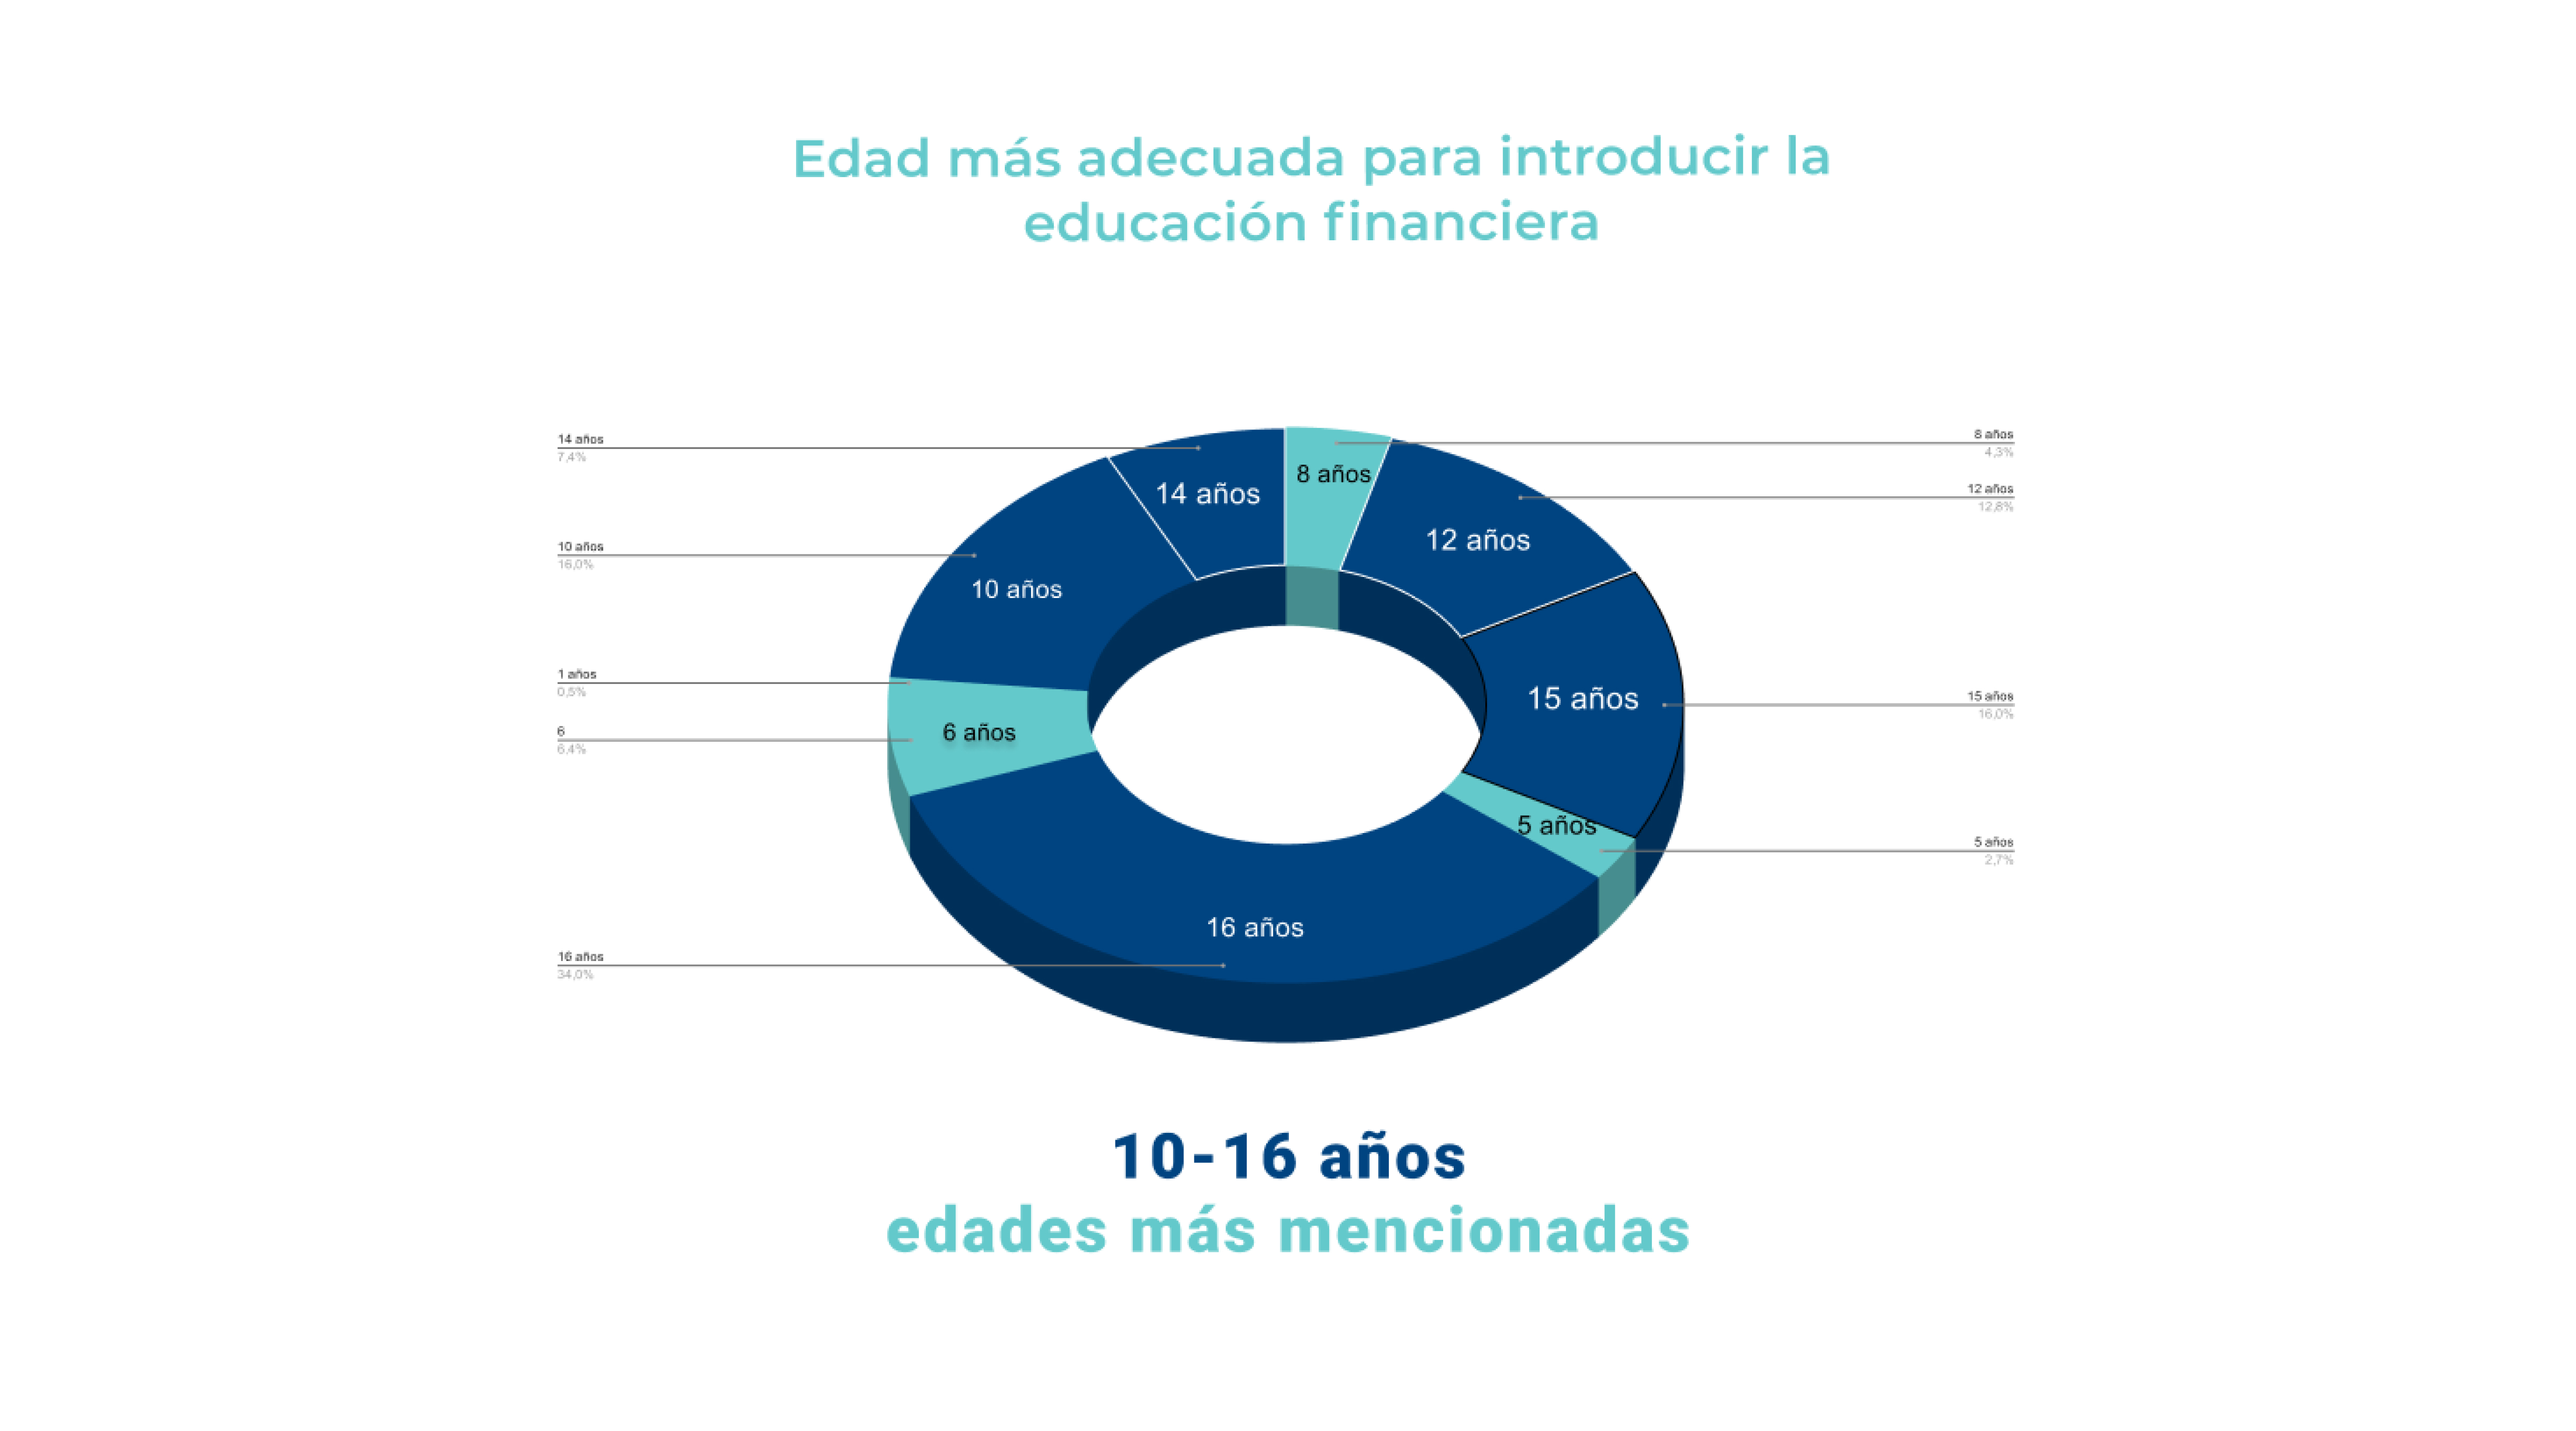 Edad más adecuada para introducir la
educación financiera
14 años
7,4%
10 años
16,0%
1 años
0,5%
6
6,4%
16 años
34,0%
14 años
8 años
12 años
10 años
15 años
6 años
5 años
16 años
8 años
4,3%
12 años
12,8%
15 años
16,0%
5 años
2,7%
10-16 años
edades más mencionadas